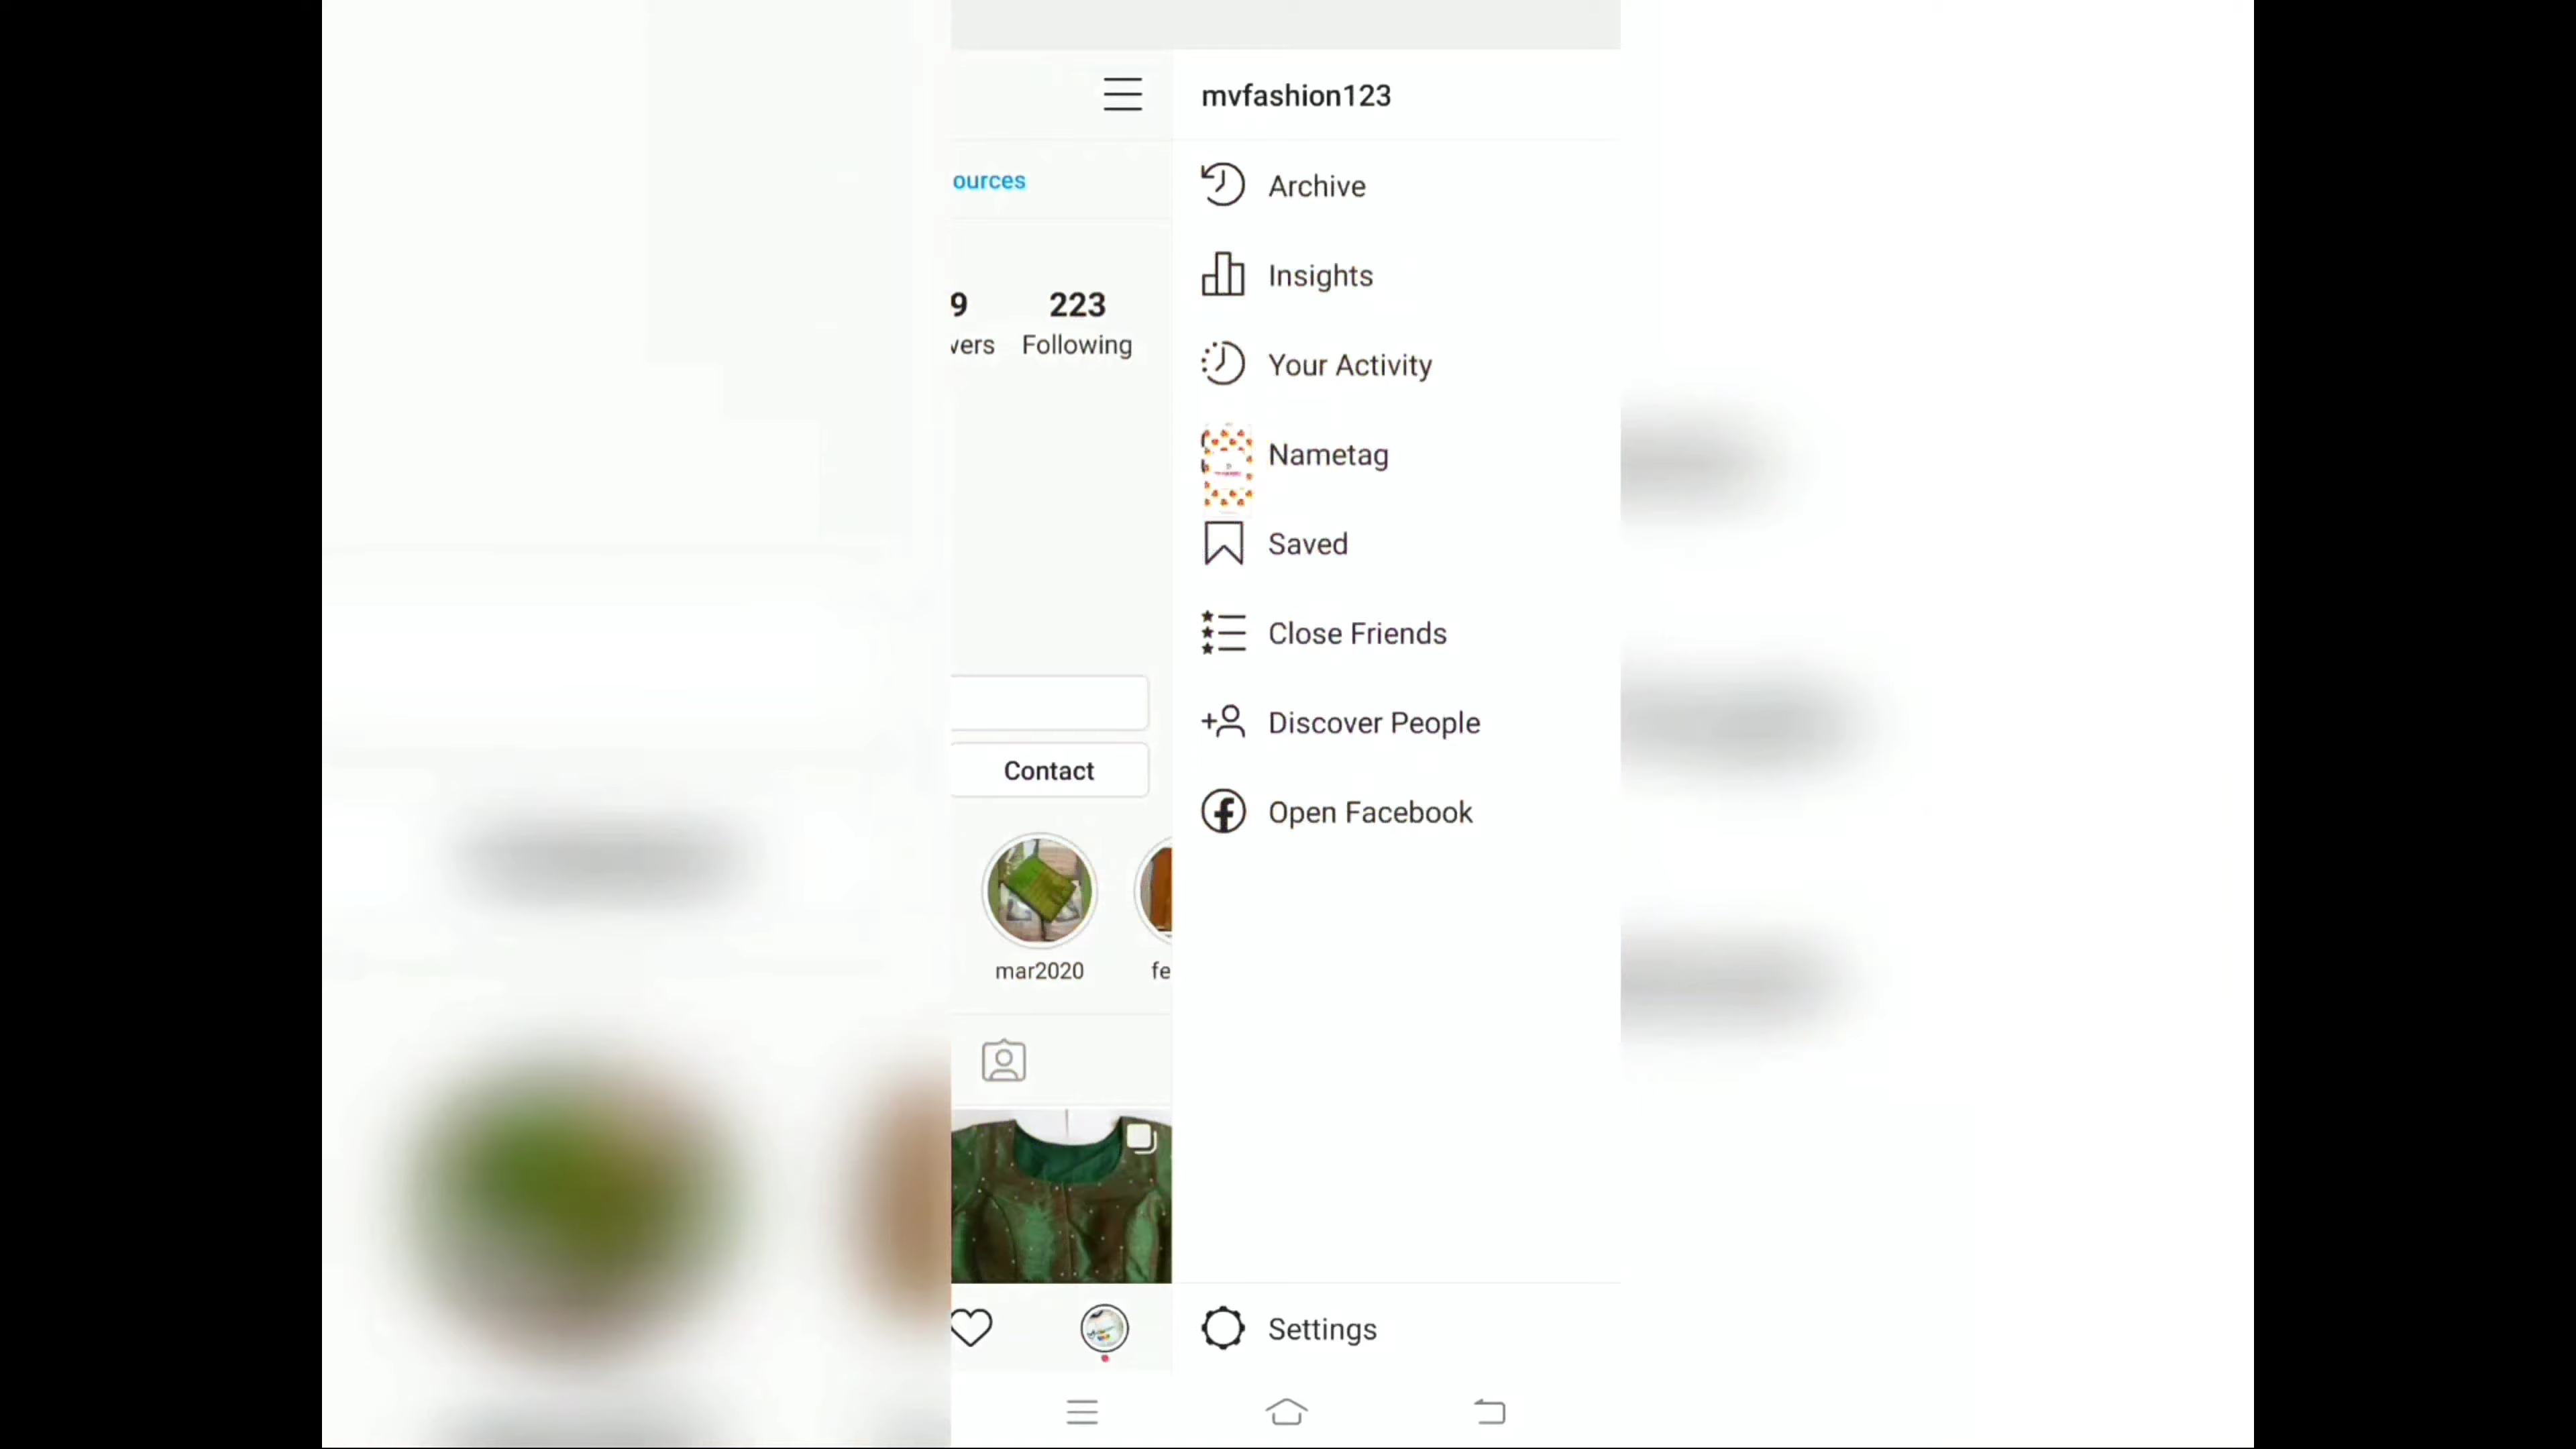 mvfashion123
ources
9
223
vers
Following
Contact
mar2020
fe
Archive
Insights
Your Activity
Nametag
Saved
Close Friends
Discover People
Open Facebook
Settings